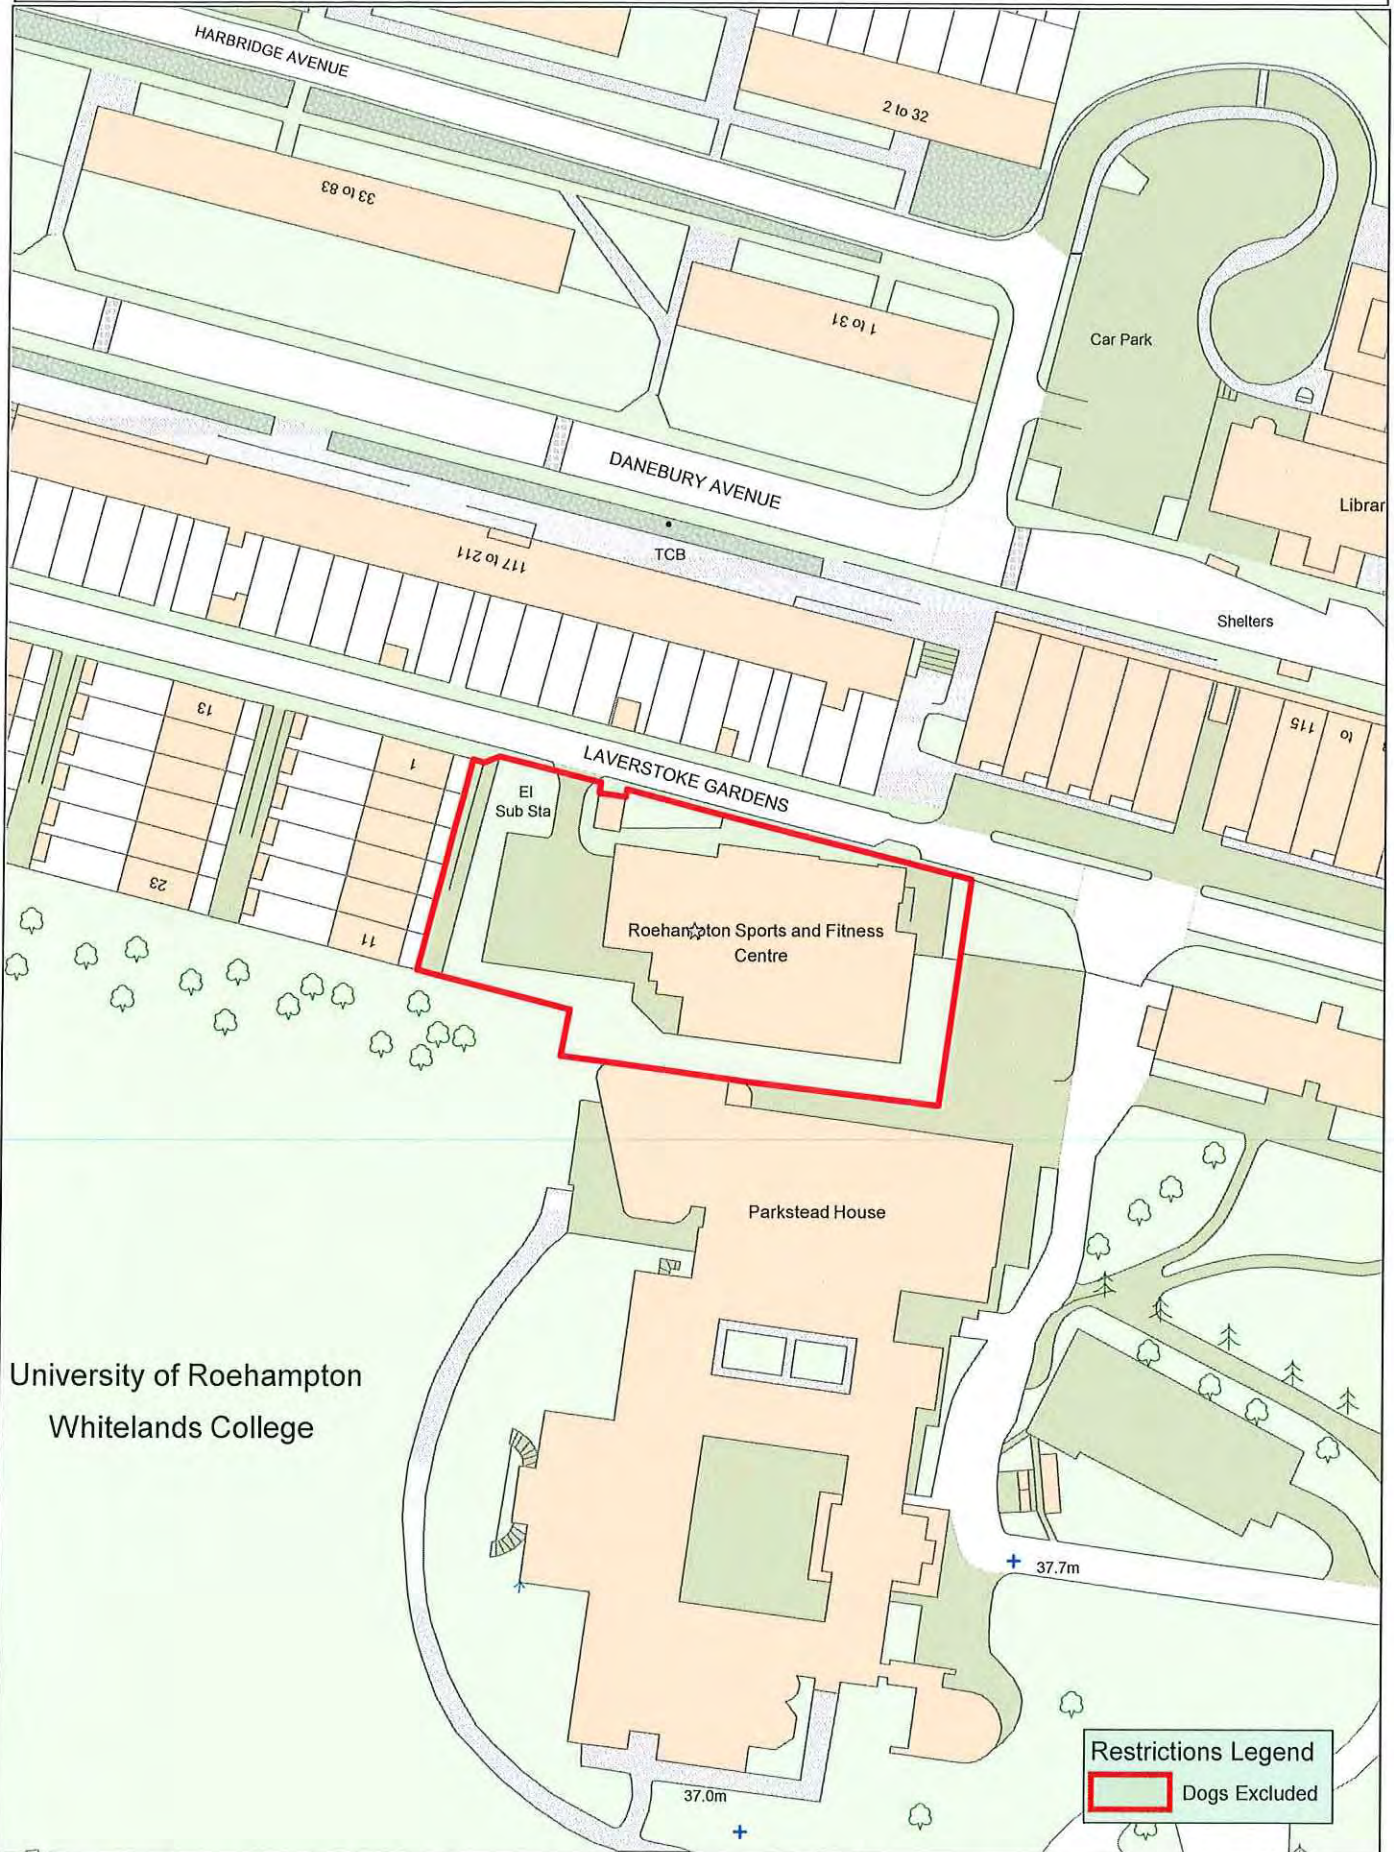 HARBRIDGE AVENUE
2 to 32
33 to 83
1 to 31
Car Park
DANEBURY AVENUE
Librar
TCB
117 to 211
Shelters
115
to
13
1
LAVERSTOKE GARDENS
El
Sub Sta
23
11
Roehampton Sports and Fitness
Centre
Parkstead House
University of Roehampton
Whitelands College
37.7m
37.0m
Restrictions Legend
Dogs Excluded